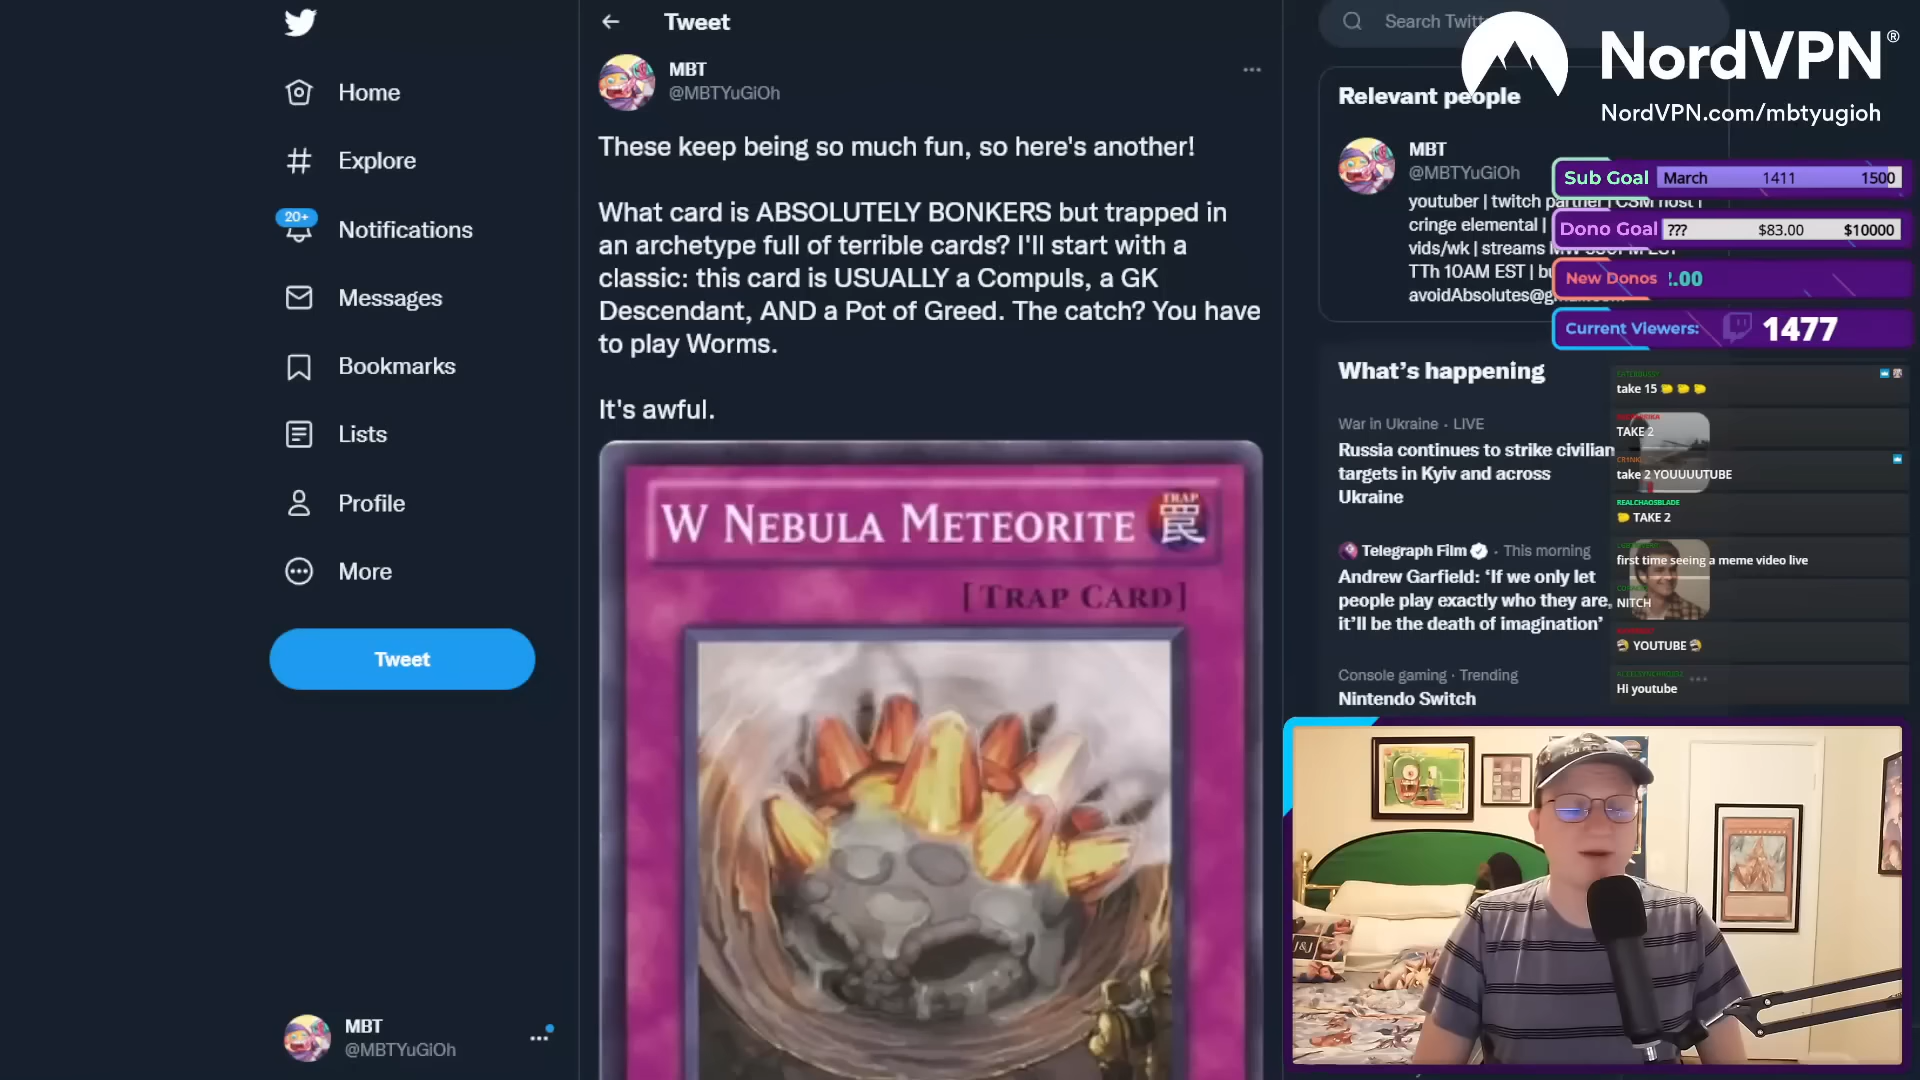 Home
Explore
20+
Notifications
Messages
Bookmarks
Lists
Profile
More
Tweet
MBT
@MBTYuGiOh
Tweet
MBT
@MBTYuGiOh
These keep being so much fun, so here's another!
What card is ABSOLUTELY BONKERS but trapped in
an archetype full of terrible cards? I'll start with a
classic: this card is USUALLY a Compuls, a GK
Descendant, AND a Pot of Greed. The catch? You have
to play Worms.
It's awful.
W NEBULA METEORITE
TRAP
罠
[TRAP CARD]
Search Twitt
NordVPN®
NordVPN.com/mbtyugioh
Relevant people
MBT
@MBTYuGiOh
youtuber | twitch partner | CSM host |
cringe elemental |
vids/wk | streams
TTh 10AM EST |
avoidAbsolutes@g
Sub Goal March 1411 1500
Dono Goal ??? $83.00 $10000
New Donos 2.00
Current Viewers: 1477
What's happening
War in Ukraine · LIVE
Russia continues to strike civilian
targets in Kyiv and across
Ukraine
Telegraph Film · This morning
Andrew Garfield: 'If we only let
people play exactly who they are,
it'll be the death of imagination'
Console gaming · Trending
Nintendo Switch
take 15
TAKE 2
take 2 YOUUUUTUBE
REALCHAOSBLADE
TAKE 2
first time seeing a meme video live
NITCH
YOUTUBE
HI youtube
J&J